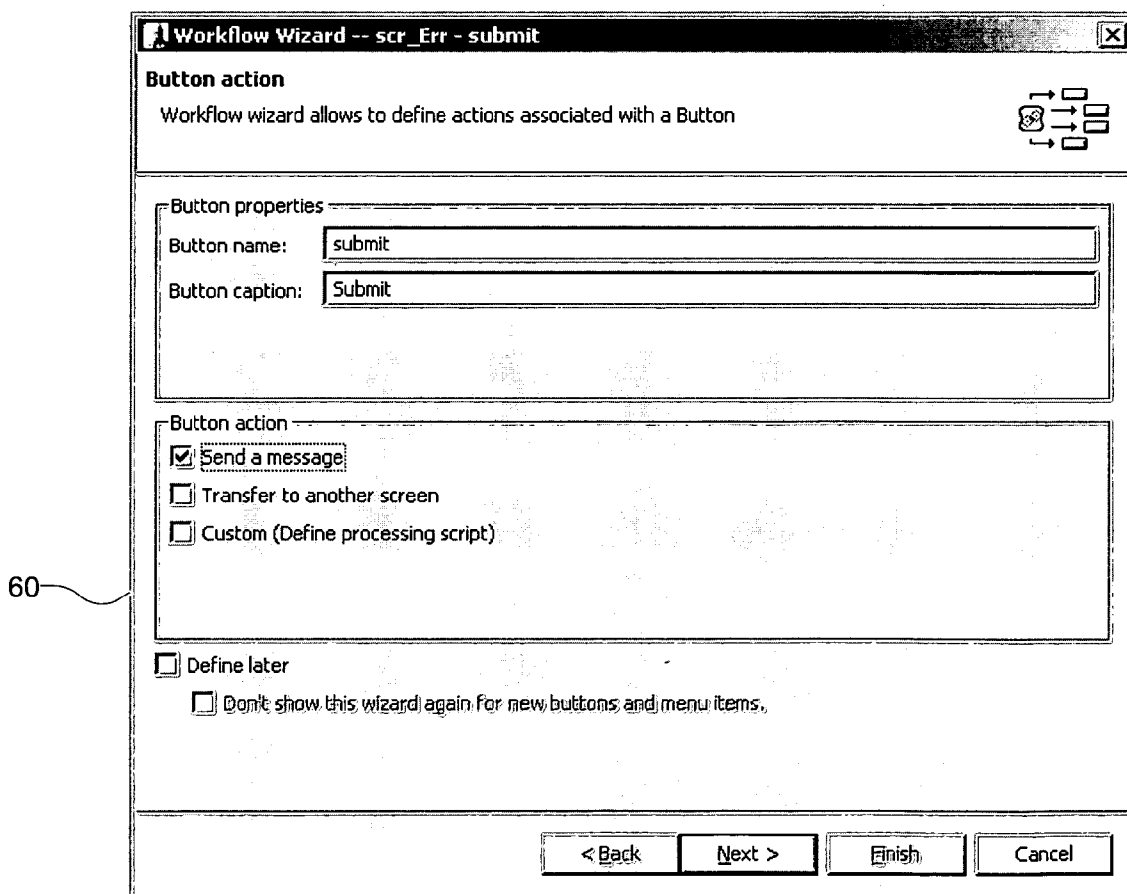 Workflow Wizard -- scr_Err - submit
Button action
Workflow wizard allows to define actions associated with a Button
Button properties
Button name: submit
Button caption: Submit
Button action
Send a message
Transfer to another screen
Custom (Define processing script)
60
Define later
Don't show this wizard again for new buttons and menu items.
< Back Next > Finish Cancel